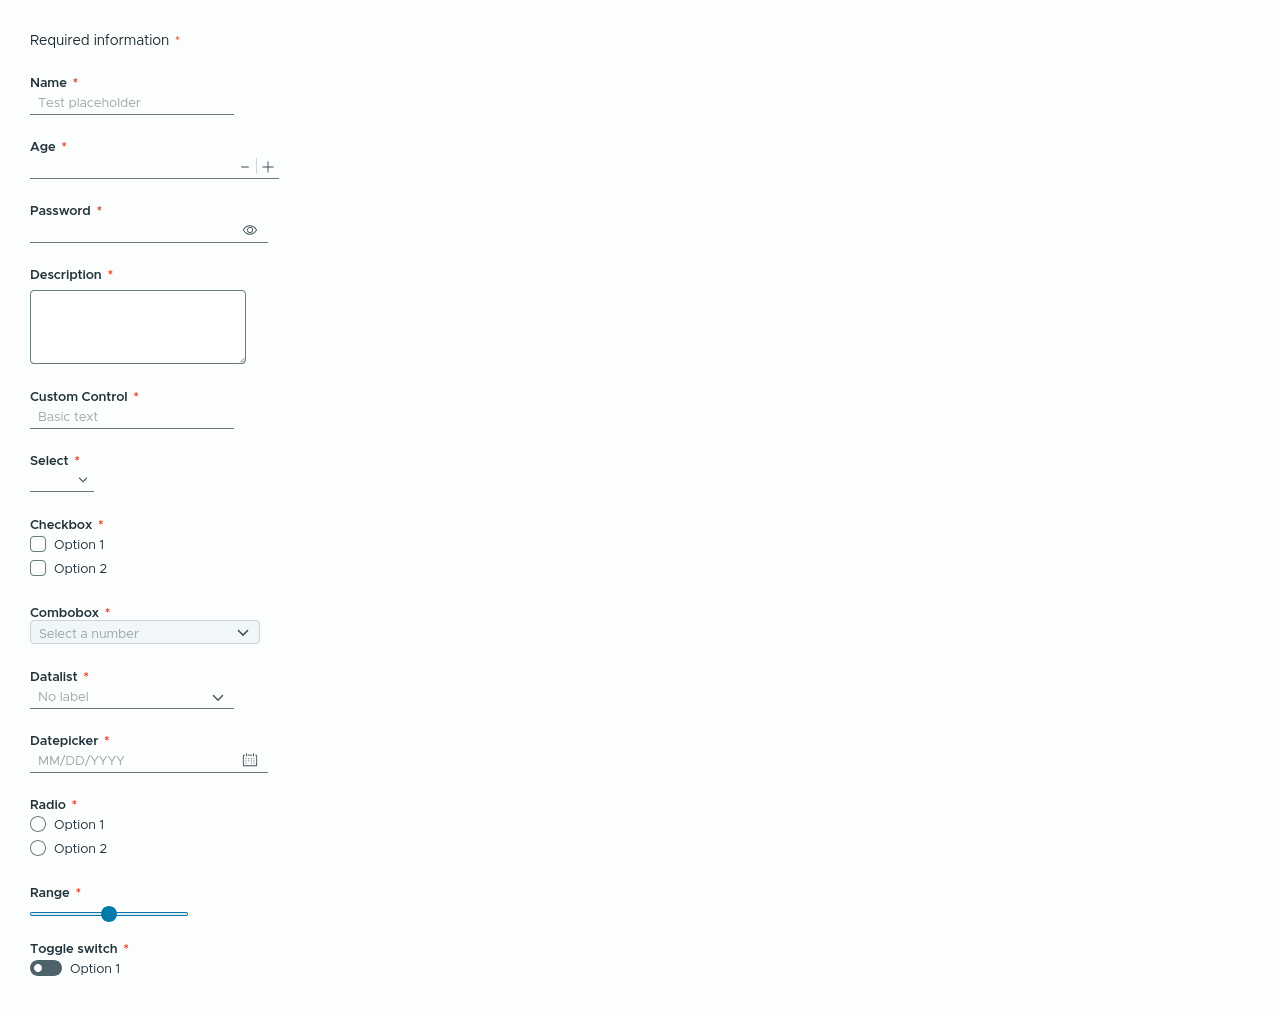 Required information *
Name *
Test placeholder
Age *
Password *
Description *
Custom Control *
Basic text
Select *
Checkbox *
Option 1
Option 2
Combobox *
Select a number
Datalist *
No label
Datepicker *
MM/DD/YYYY
Radio *
Option 1
Option 2
Range *
Toggle switch *
Option 1